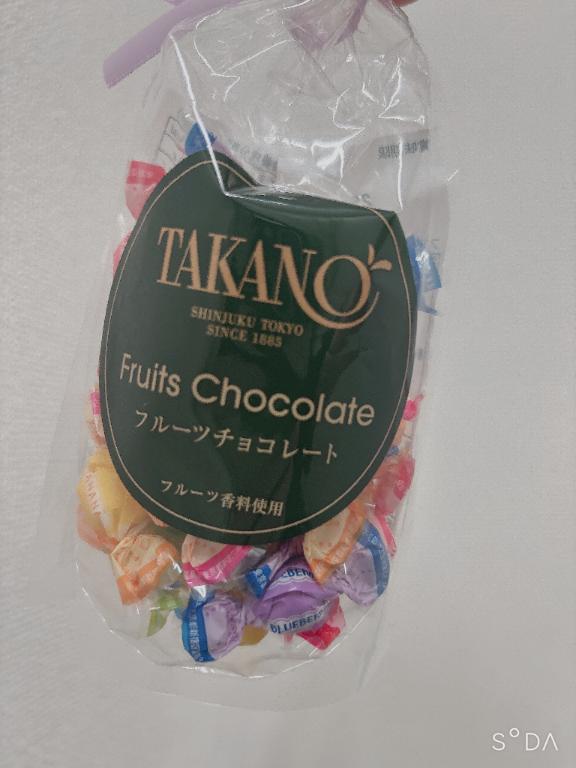 TAKANO
SHINJUKU TOKYO
SINCE 1885
Fruits Chocolate
フルーツチョコレート
フルーツ香料使用
BLUEBER
S°DA